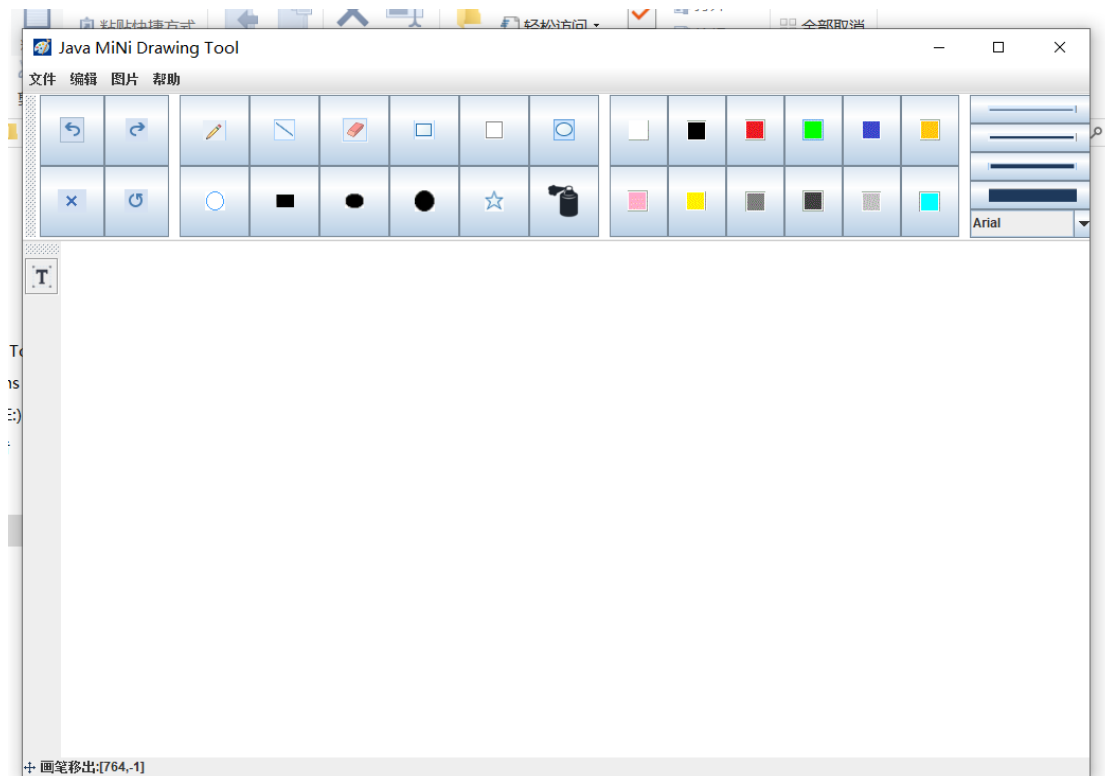 粘贴快捷方式
轻松访问
全部取消
Java MiNi Drawing Tool
文件 编辑 图片 帮助
Arial
T
To
E:)
画笔移出:[764,-1]